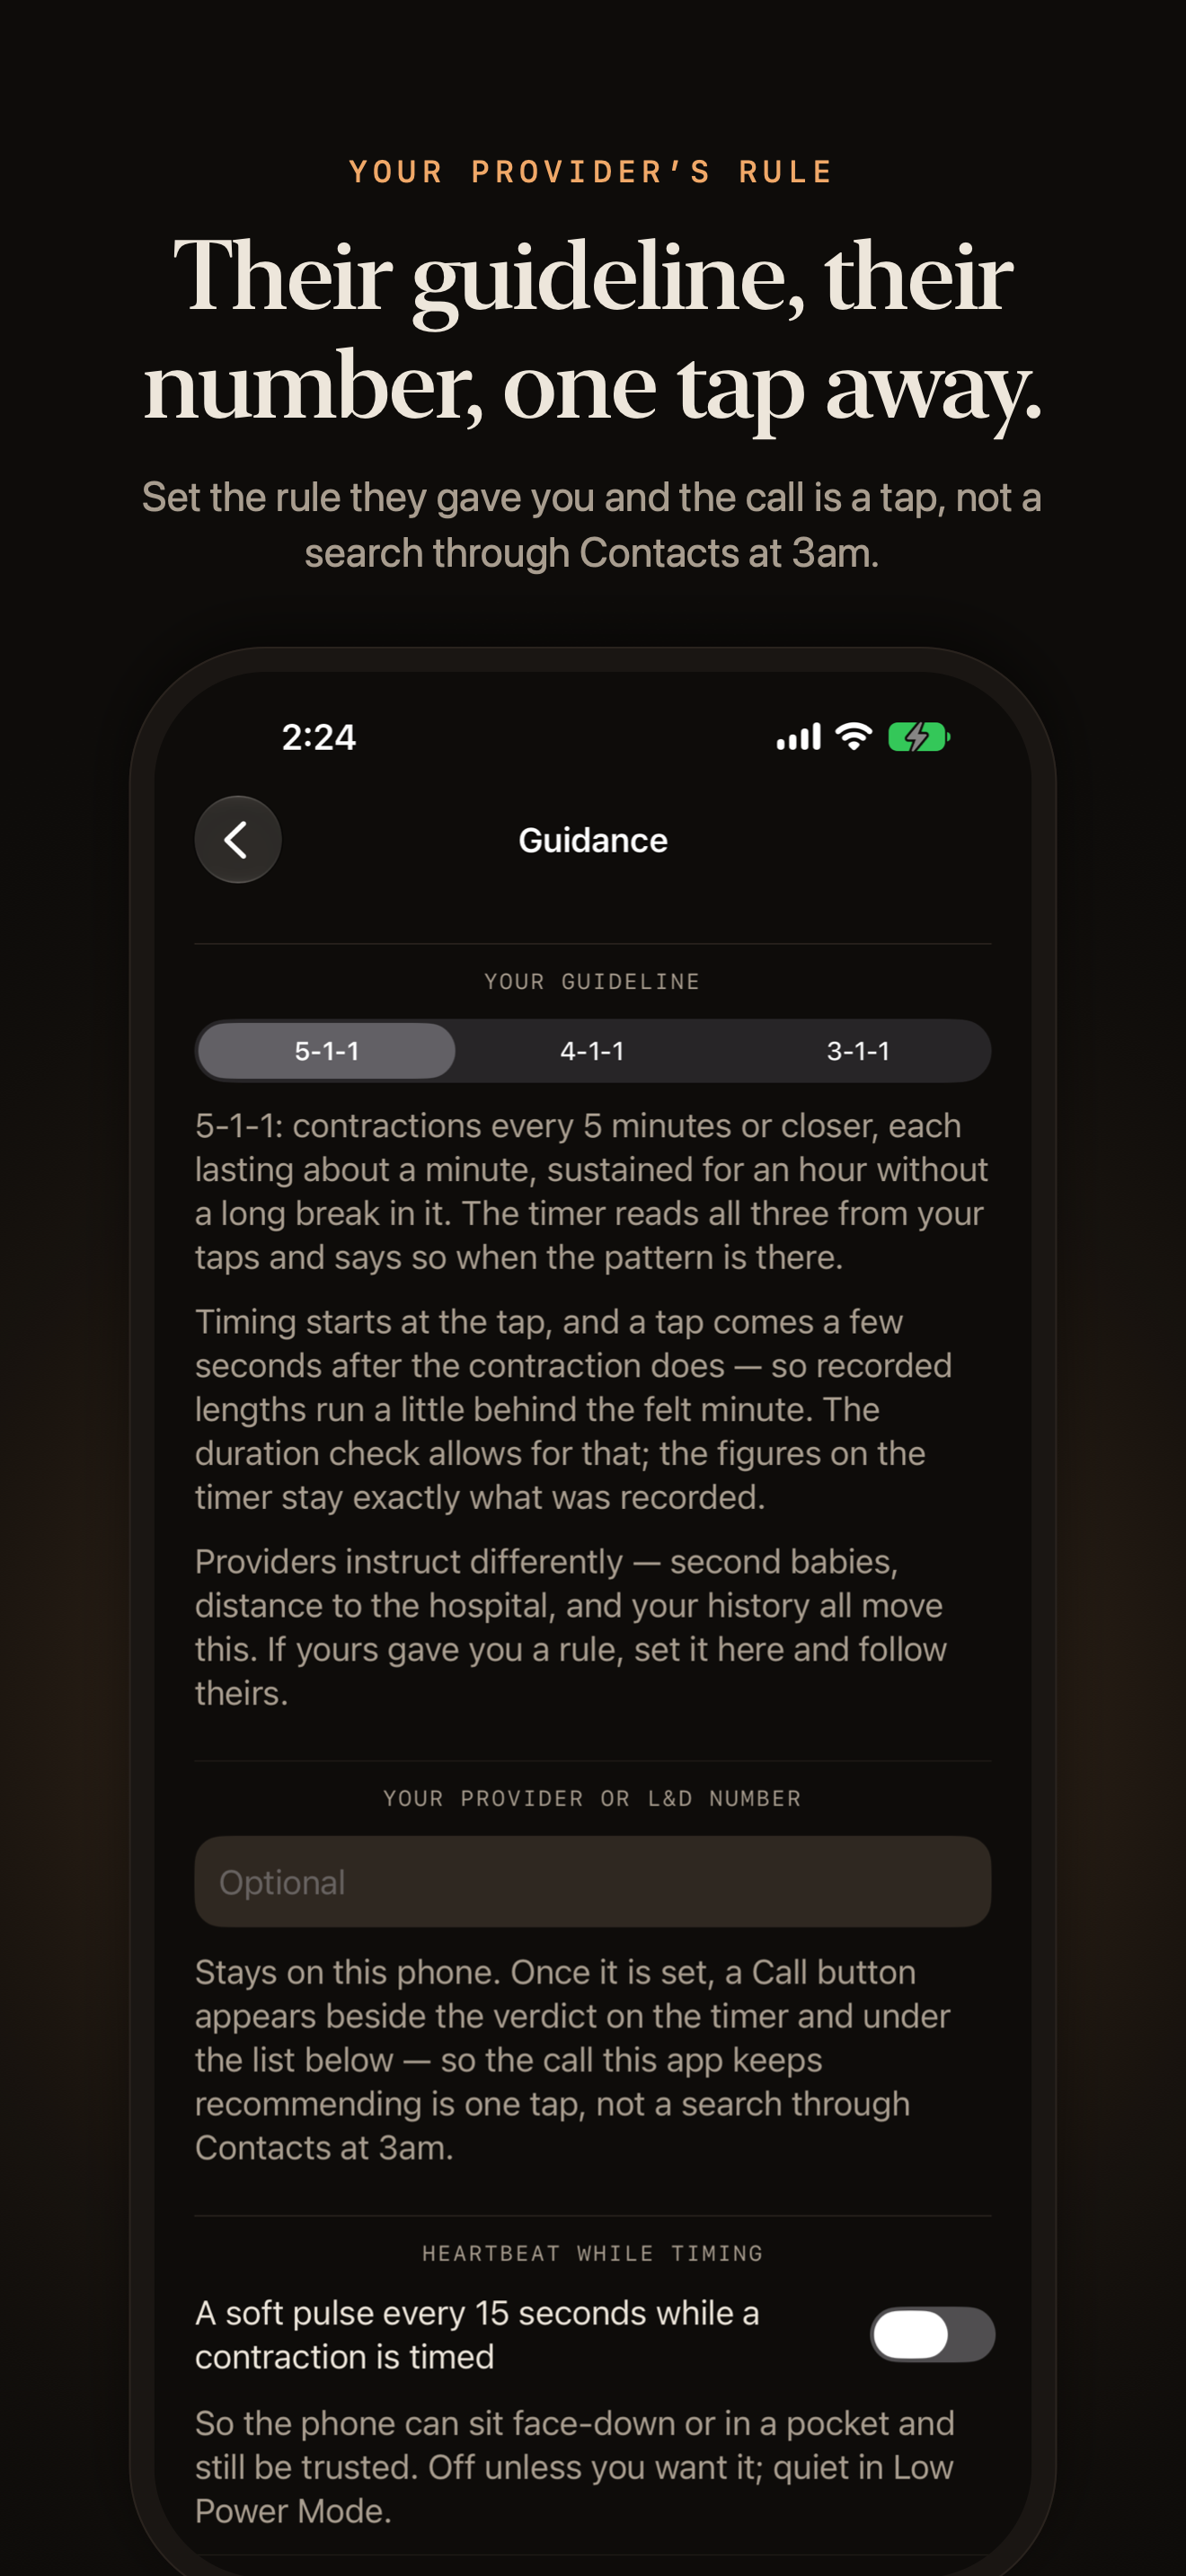 YOUR PROVIDER’S RULE
Their guideline, their
number, one tap away.
Set the rule they gave you and the call is a tap, not a
search through Contacts at 3am.
2:24
Guidance
YOUR GUIDELINE
5-1-1
4-1-1
3-1-1
5-1-1: contractions every 5 minutes or closer, each
lasting about a minute, sustained for an hour without
a long break in it. The timer reads all three from your
taps and says so when the pattern is there.
Timing starts at the tap, and a tap comes a few
seconds after the contraction does — so recorded
lengths run a little behind the felt minute. The
duration check allows for that; the figures on the
timer stay exactly what was recorded.
Providers instruct differently — second babies,
distance to the hospital, and your history all move
this. If yours gave you a rule, set it here and follow
theirs.
YOUR PROVIDER OR L&D NUMBER
Optional
Stays on this phone. Once it is set, a Call button
appears beside the verdict on the timer and under
the list below — so the call this app keeps
recommending is one tap, not a search through
Contacts at 3am.
HEARTBEAT WHILE TIMING
A soft pulse every 15 seconds while a
contraction is timed
So the phone can sit face-down or in a pocket and
still be trusted. Off unless you want it; quiet in Low
Power Mode.